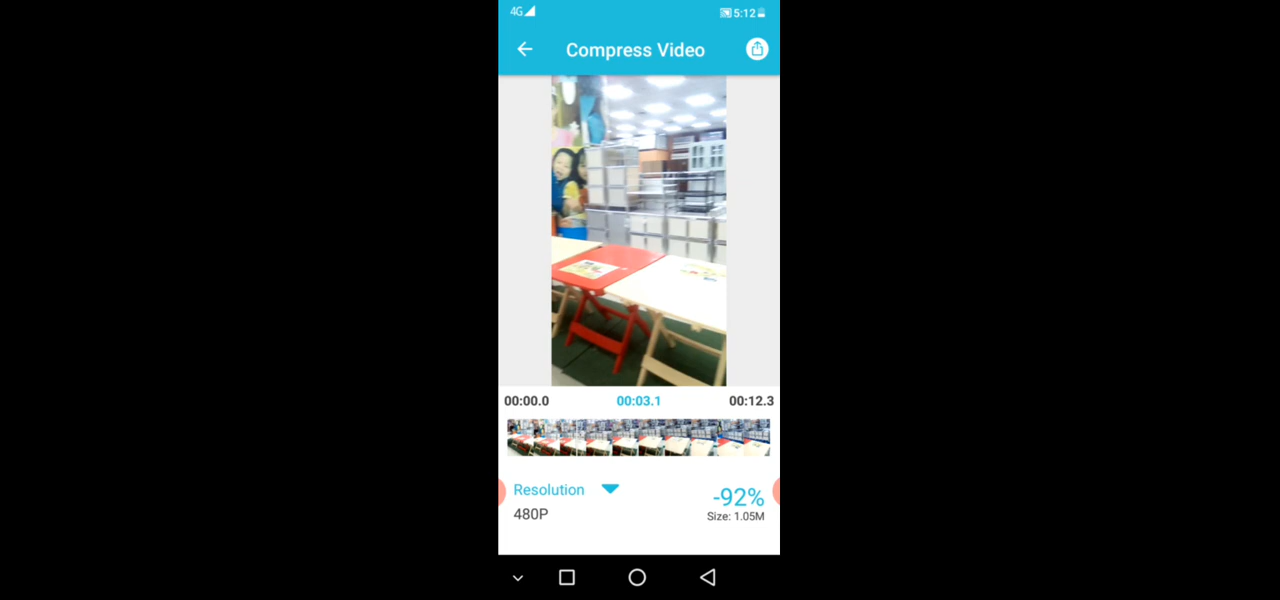 4G 5:12
Compress Video
00:00.0 00:03.1 00:12.3
Resolution -92%
480P Size: 1.05M